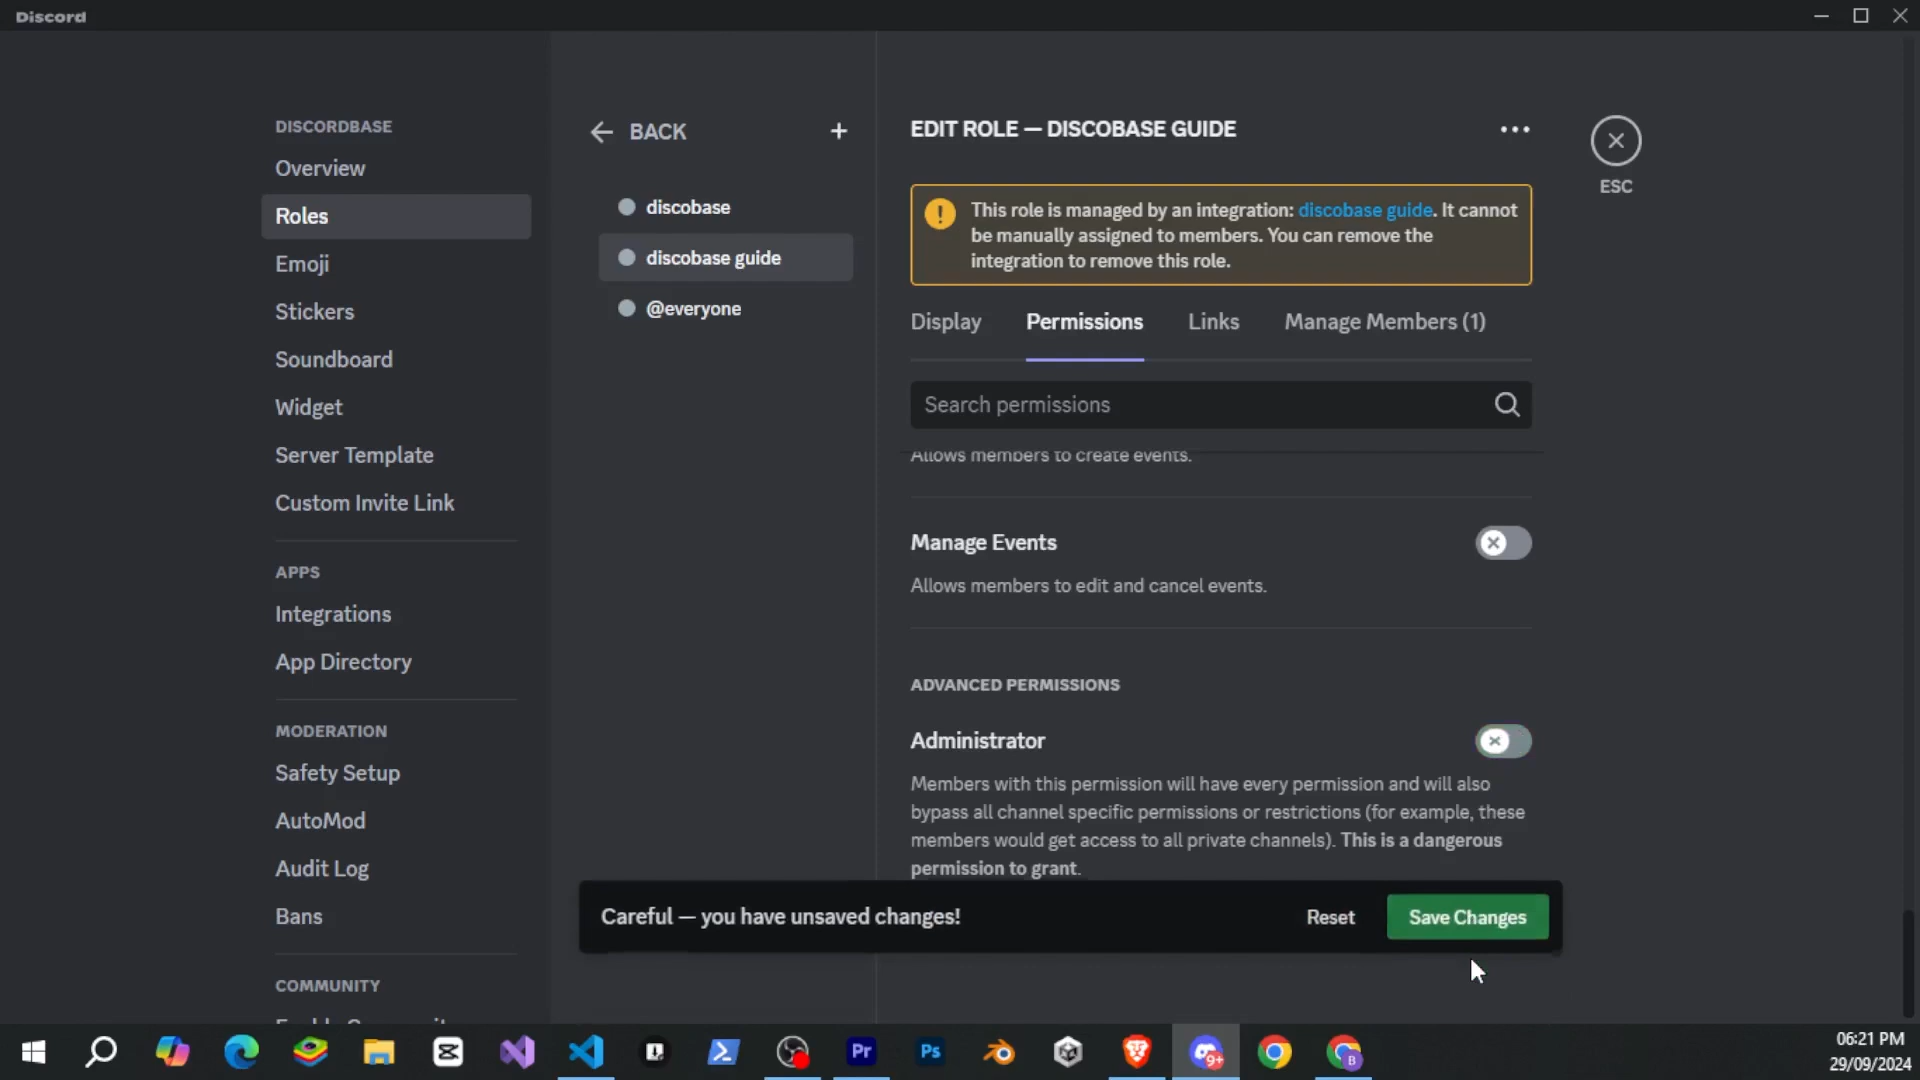 Discord
DISCORDBASE
Overview
Roles
Emoji
Stickers
Soundboard
Widget
Server Template
Custom Invite Link
APPS
Integrations
App Directory
MODERATION
Safety Setup
AutoMod
Audit Log
Bans
COMMUNITY
BACK
discobase
discobase guide
@everyone
EDIT ROLE — DISCOBASE GUIDE
ESC
This role is managed by an integration: discobase guide. It cannot
be manually assigned to members. You can remove the
integration to remove this role.
Display Permissions Links Manage Members (1)
Search permissions
Allows members to create events.
Manage Events
Allows members to edit and cancel events.
ADVANCED PERMISSIONS
Administrator
Members with this permission will have every permission and will also
bypass all channel specific permissions or restrictions (for example, these
members would get access to all private channels). This is a dangerous
permission to grant.
Careful — you have unsaved changes!
Reset
Save Changes
Pr
Ps
9+
B
06:21 PM
29/09/2024